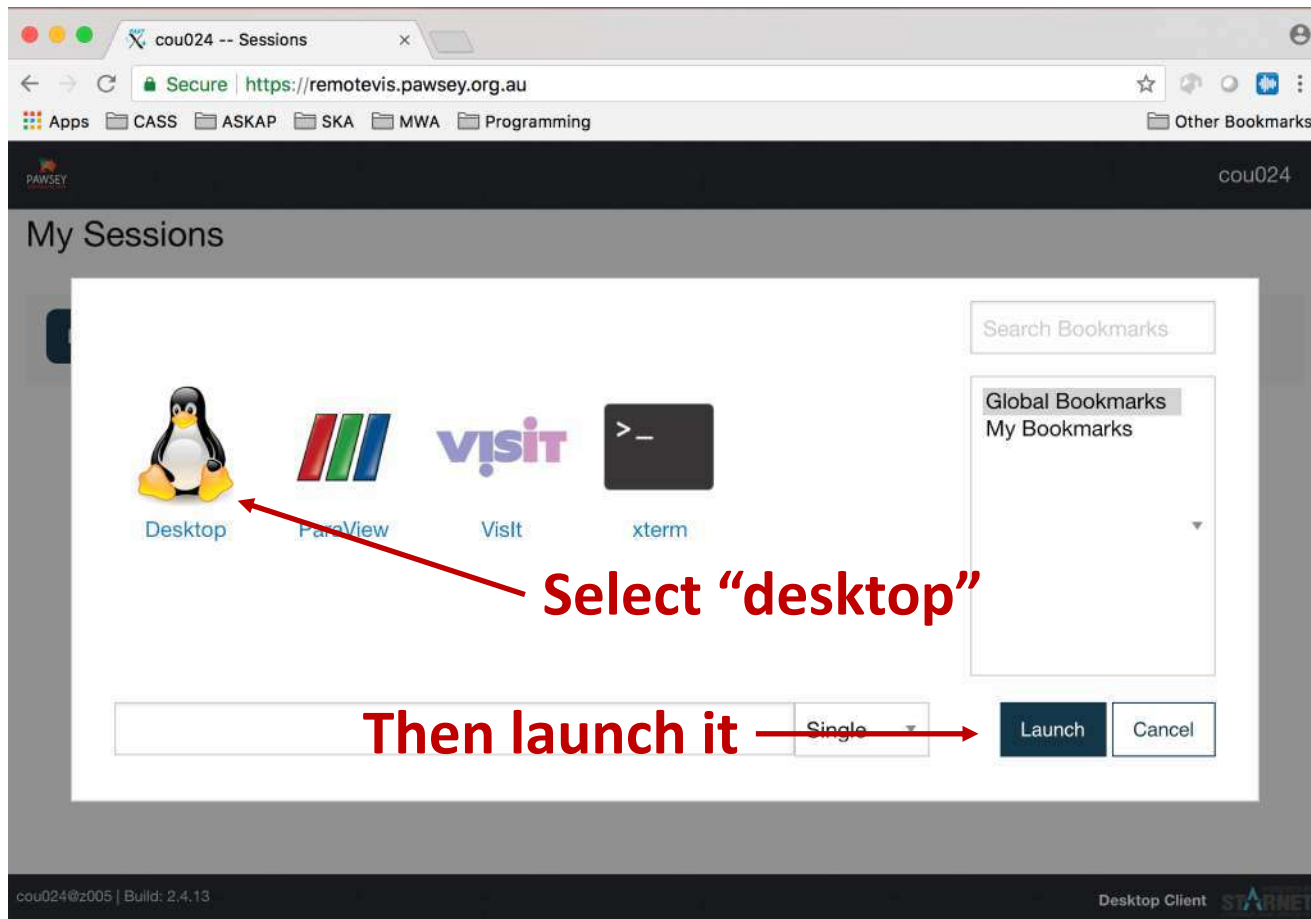 cou024 -- Sessions
Secure https://remotevis.pawsey.org.au
Apps CASS ASKAP SKA MWA Programming Other Bookmarks
PAWSEY cou024
My Sessions
Search Bookmarks
Global Bookmarks
My Bookmarks
VisIt
>_
Desktop ParaView VisIt xterm
Select “desktop”
Then launch it Single Launch Cancel
cou024@z005 | Build: 2.4.13 Desktop Client STARNET